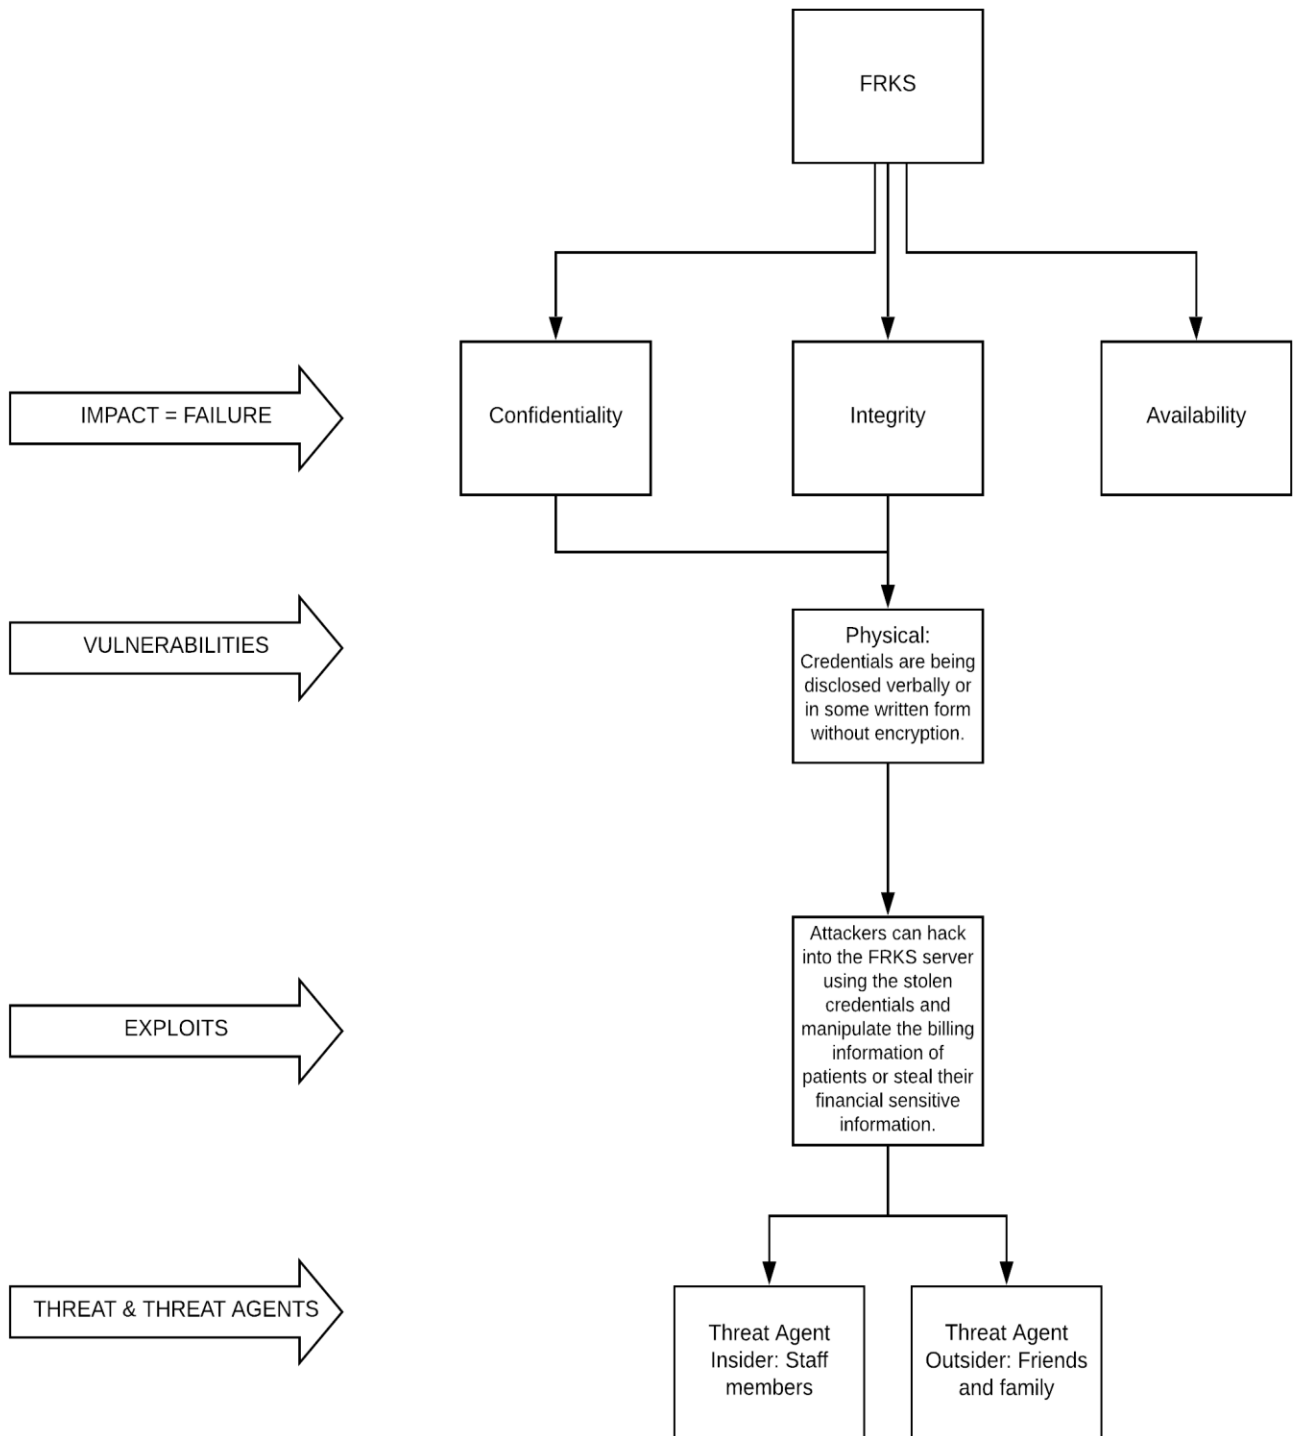 FRKS
IMPACT = FAILURE
Confidentiality
Integrity
Availability
VULNERABILITIES
Physical:
Credentials are being
disclosed verbally or
in some written form
without encryption.
EXPLOITS
Attackers can hack
into the FRKS server
using the stolen
credentials and
manipulate the billing
information of
patients or steal their
financial sensitive
information.
THREAT & THREAT AGENTS
Threat Agent
Insider: Staff
members
Threat Agent
Outsider: Friends
and family